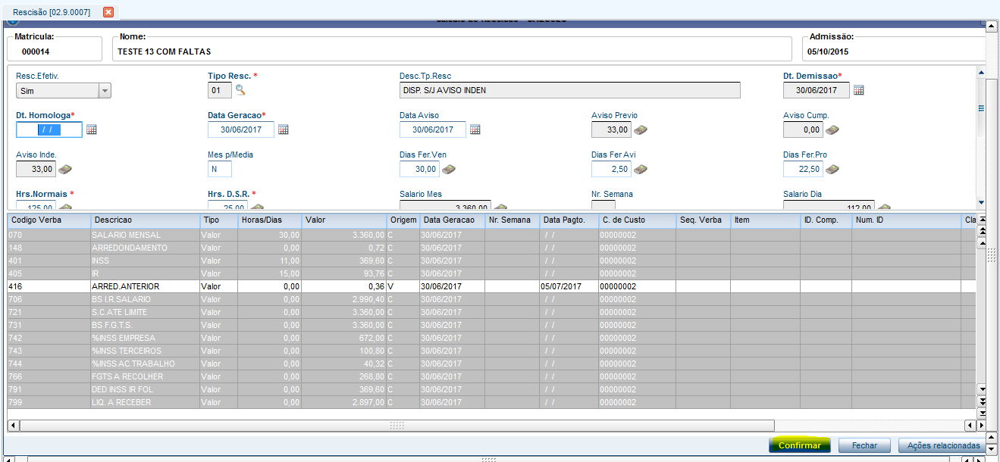 Rescisão [02.9.0007]
Matricula: Nome: Admissão:
000014 TESTE 13 COM FALTAS 05/10/2015
Resc.Efetiv. Tipo Resc. * Desc.Tp.Resc Dt. Demissao*
Sim 01 DISP. S/J AVISO INDEN 30/06/2017
Dt. Homologa* Data Geracao* Data Aviso Aviso Previo Aviso Cump.
/ / 30/06/2017 30/06/2017 33,00 0,00
Aviso Inde. Mes p/Media Dias Fer.Ven Dias Fer Avi Dias Fer.Pro
33,00 N 30,00 2,50 22,50
Hrs.Normais * Hrs. D.S.R. * Salario Mes Nr. Semana Salario Dia
125,00 25,00 3.360,00 112,00
Codigo Verba Descricao Tipo Horas/Dias Valor Origem Data Geracao Nr. Semana Data Pagto. C. de Custo Seq. Verba Item ID. Comp. Num. ID Cla
070 SALARIO MENSAL Valor 30,00 3.360,00 C 30/06/2017 / / 00000002
148 ARREDONDAMENTO Valor 0,00 0,72 C 30/06/2017 / / 00000002
401 INSS Valor 11,00 369,60 C 30/06/2017 / / 00000002
405 IR Valor 15,00 93,76 C 30/06/2017 / / 00000002
416 ARRED.ANTERIOR Valor 0,00 0,36 V 30/06/2017 05/07/2017 00000002
706 BS I.R.SALARIO Valor 0,00 2.990,40 C 30/06/2017 / / 00000002
721 S.C.ATE LIMITE Valor 0,00 3.360,00 C 30/06/2017 / / 00000002
731 BS F.G.T.S. Valor 0,00 3.360,00 C 30/06/2017 / / 00000002
742 %INSS EMPRESA Valor 0,00 672,00 C 30/06/2017 / / 00000002
743 %INSS TERCEIROS Valor 0,00 100,80 C 30/06/2017 / / 00000002
744 %INSS AC.TRABALHO Valor 0,00 40,32 C 30/06/2017 / / 00000002
766 FGTS A RECOLHER Valor 0,00 268,80 C 30/06/2017 / / 00000002
791 DED INSS IR FOL Valor 0,00 369,60 C 30/06/2017 / / 00000002
799 LIQ. A RECEBER Valor 0,00 2.897,00 C 30/06/2017 / / 00000002
Confirmar Fechar Ações relacionadas